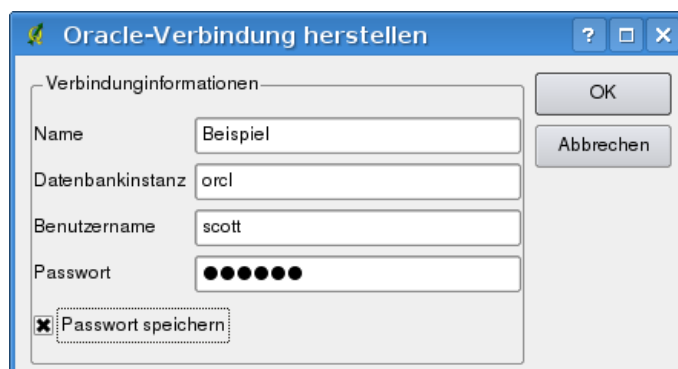 Oracle-Verbindung herstellen
Verbindunginformationen
OK
Name Beispiel
Abbrechen
Datenbankinstanz orcl
Benutzername scott
Passwort ●●●●●●
Passwort speichern